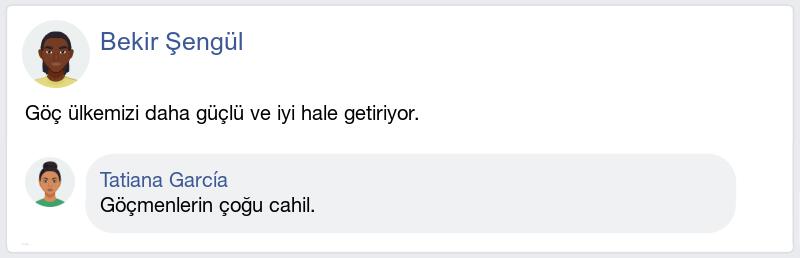 Bekir Şengül
Göç ülkemizi daha güçlü ve iyi hale getiriyor.
Tatiana García
Göçmenlerin çoğu cahil.